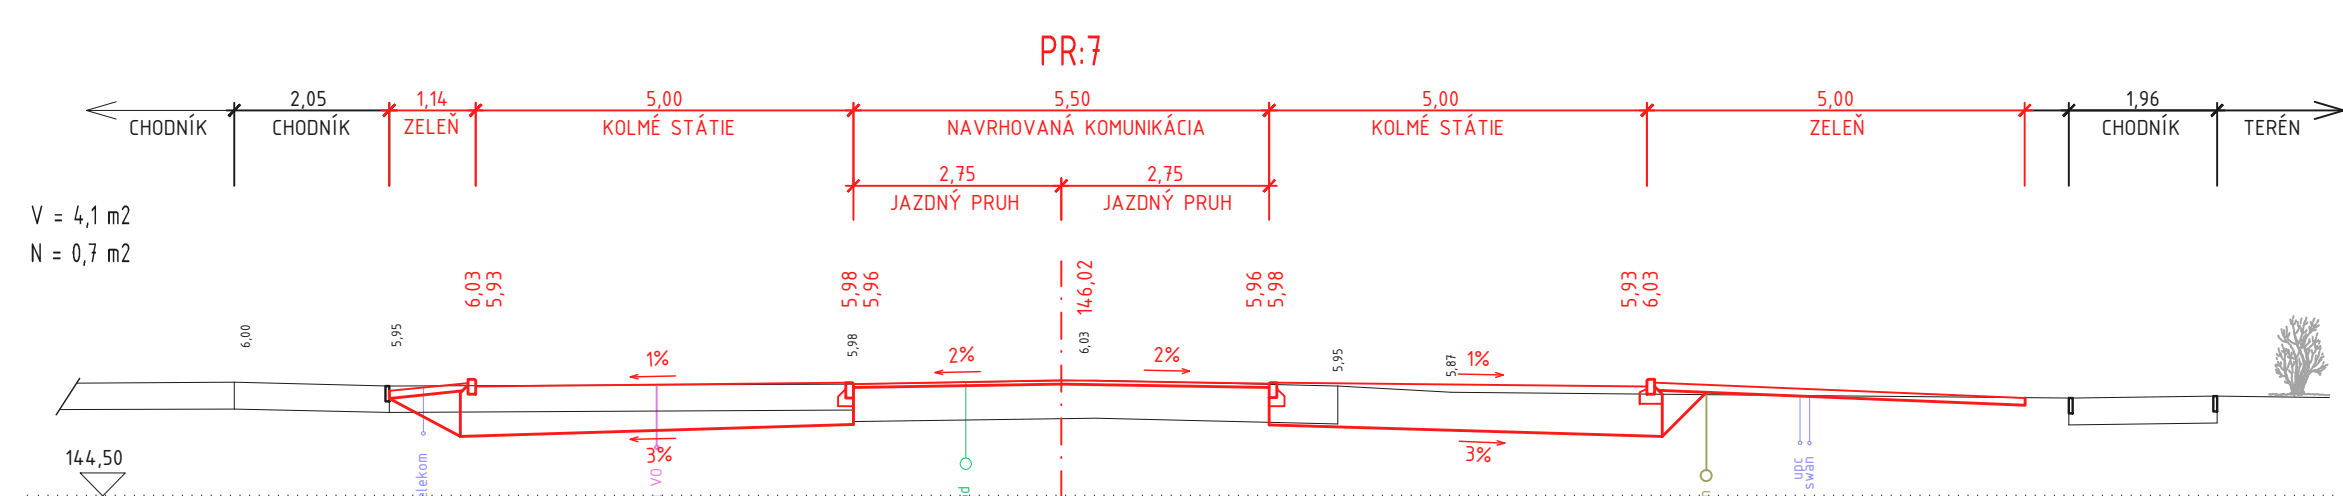 PR:7
2,05 1,14 5,00 5,50 5,00 5,00 1,96
CHODNÍK CHODNÍK ZELEŇ KOLMÉ STÁTIE NAVRHOVANÁ KOMUNIKÁCIA KOLMÉ STÁTIE ZELEŇ CHODNÍK TERÉN
2,75 2,75
JAZDNÝ PRUH JAZDNÝ PRUH
V = 4,1 m2
N = 0,7 m2
6,03 5,93 5,98 5,96 146,02 5,96 5,98 5,93 6,03
6,00 5,95 5,98 6,03 5,95 5,87
1% 2% 2% 1%
3% 3%
144,50
elekom VO upc swan